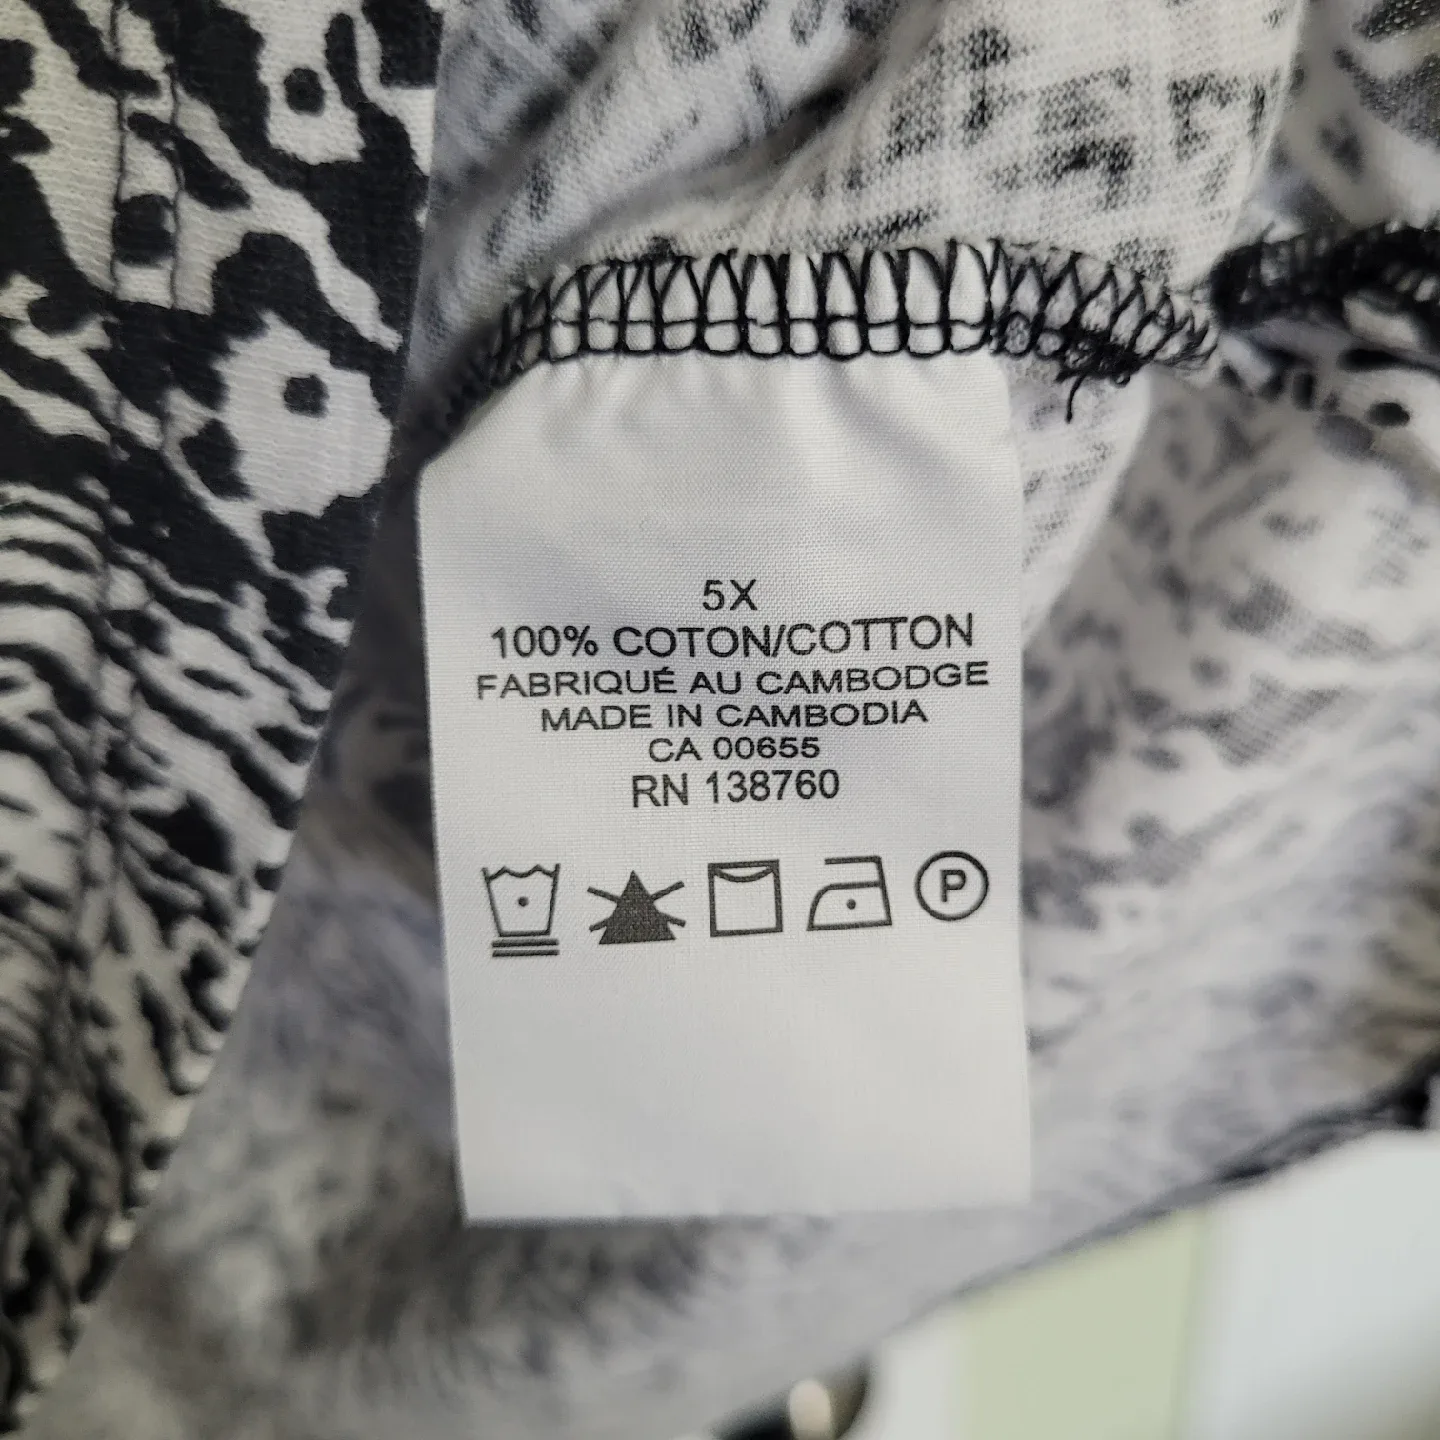 5X
100% COTON/COTTON
FABRIQUÉ AU CAMBODGE
MADE IN CAMBODIA
CA 00655
RN 138760
P